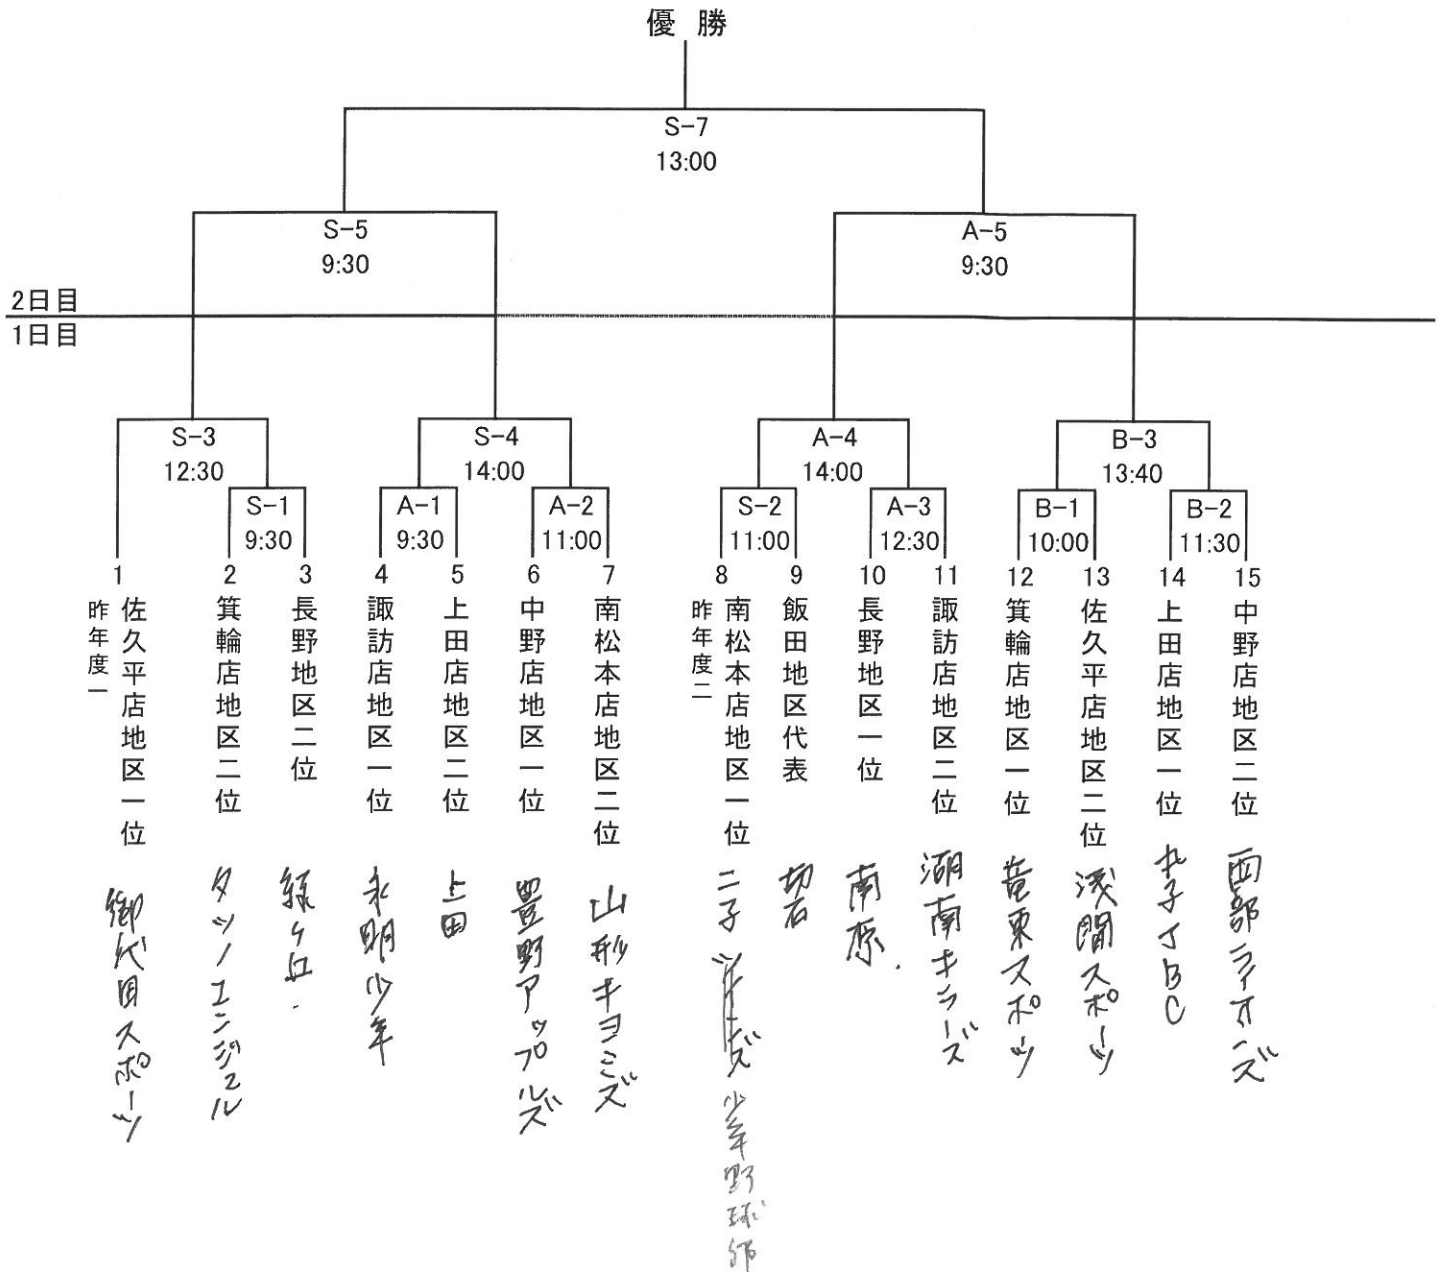 優 勝
S-7
13:00
S-5
9:30
A-5
9:30
2日目
1日目
S-3
12:30
S-4
14:00
A-4
14:00
B-3
13:40
S-1
9:30
A-1
9:30
A-2
11:00
S-2
11:00
A-3
12:30
B-1
10:00
B-2
11:30
1
2
3
4
5
6
7
8
9
10
11
12
13
14
15
佐久平店地区一位
昨年度一
箕輪店地区二位
長野地区二位
諏訪店地区一位
上田店地区二位
中野店地区一位
南松本店地区二位
南松本店地区一位
昨年度二
飯田地区代表
長野地区一位
諏訪店地区二位
箕輪店地区一位
佐久平店地区二位
上田店地区一位
中野店地区二位
御代田スポーツ
タツノエンジェル
緑ヶ丘
永明少年
上田
豊野アップルズ
山形キヨミズ
二子
少年野球部
切石
南原
湖南キラーズ
竜東スポーツ
浅間スポーツ
丸子JBC
西部ライオンズ